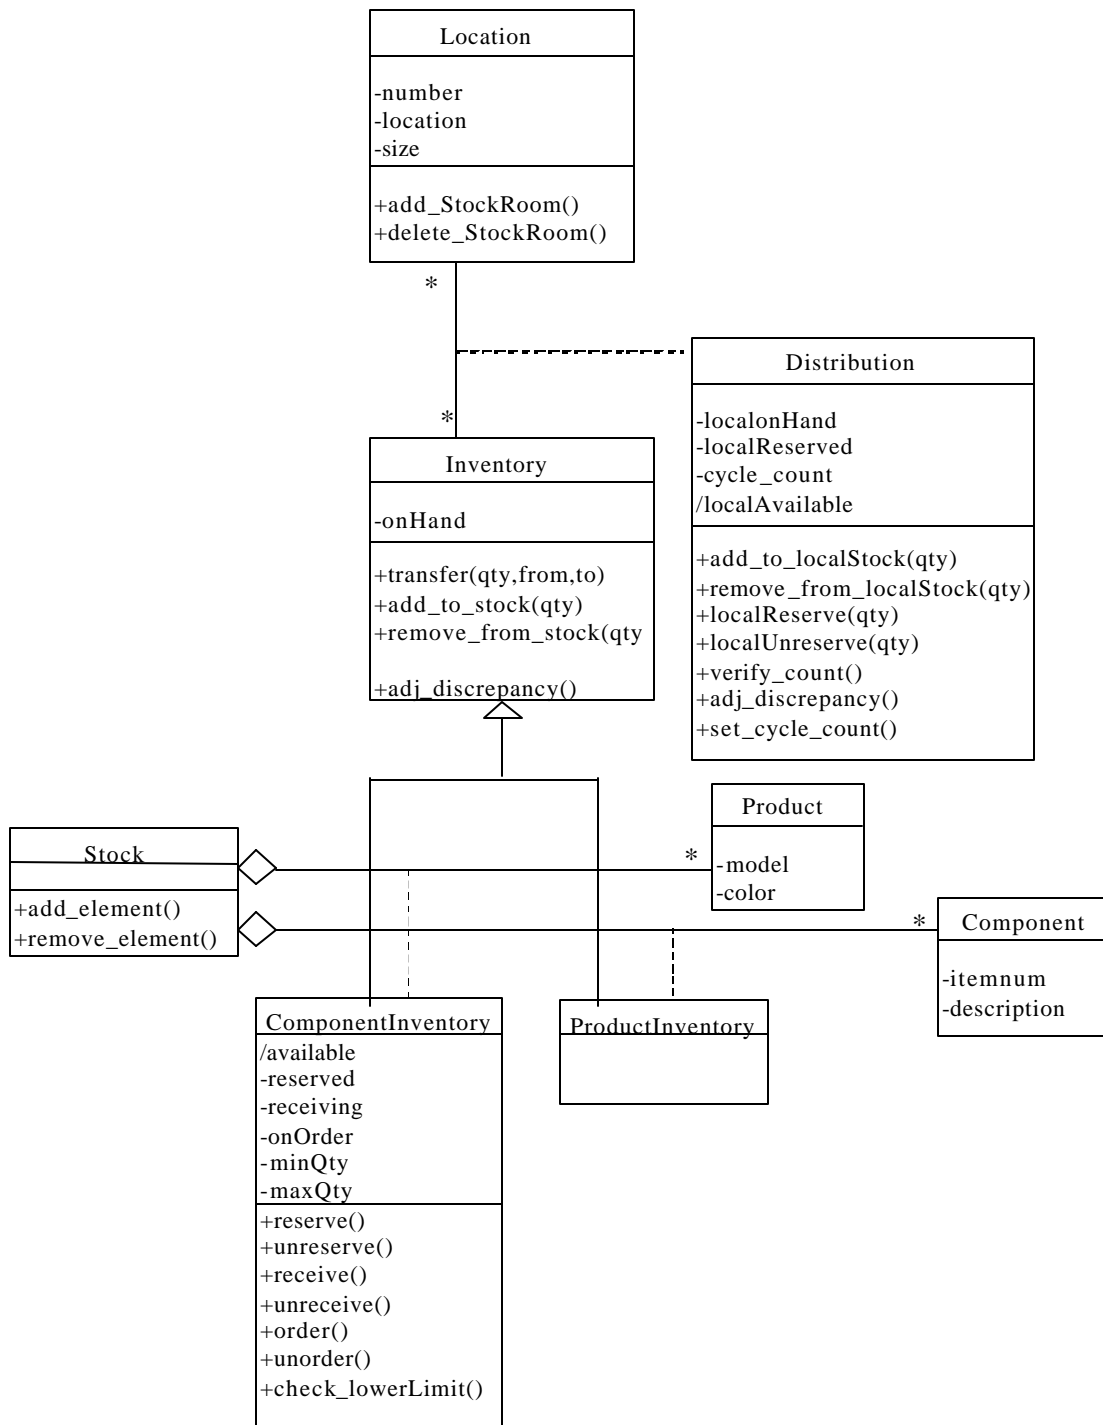 Location
-number
-location
-size
+add_StockRoom()
+delete_StockRoom()
*
*
Distribution
-localonHand
-localReserved
-cycle_count
/localAvailable
+add_to_localStock(qty)
+remove_from_localStock(qty)
+localReserve(qty)
+localUnreserve(qty)
+verify_count()
+adj_discrepancy()
+set_cycle_count()
Inventory
-onHand
+transfer(qty,from,to)
+add_to_stock(qty)
+remove_from_stock(qty
+adj_discrepancy()
Stock
+add_element()
+remove_element()
*
Product
-model
-color
*
Component
-itemnum
-description
ComponentInventory
/available
-reserved
-receiving
-onOrder
-minQty
-maxQty
+reserve()
+unreserve()
+receive()
+unreceive()
+order()
+unorder()
+check_lowerLimit()
ProductInventory